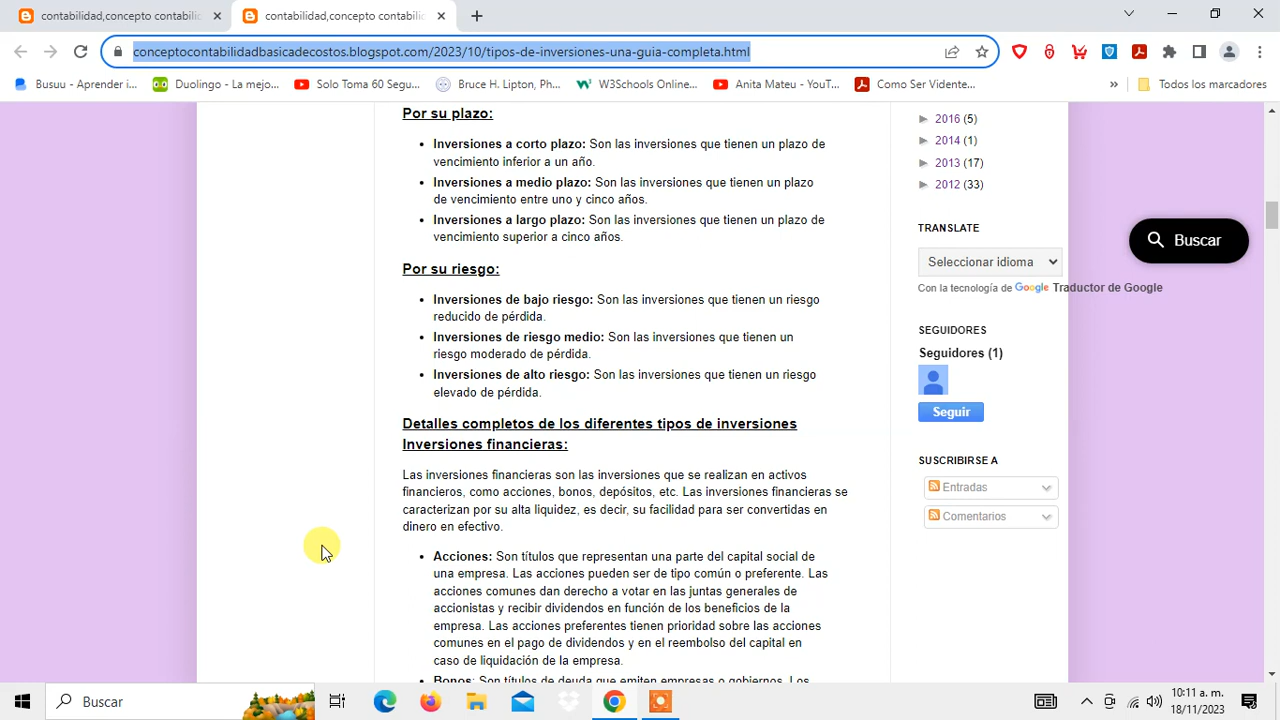 contabilidad,concepto contabilid
contabilidad,concepto contabilid
conceptocontabilidadbasicadecostos.blogspot.com/2023/10/tipos-de-inversiones-una-guia-completa.html
Busuu - Aprender i...
Duolingo - La mejo...
Solo Toma 60 Segu...
Bruce H. Lipton, Ph...
W3Schools Online...
Anita Mateu - YouT...
Como Ser Vidente...
»
Todos los marcadores
Por su plazo:
• Inversiones a corto plazo: Son las inversiones que tienen un plazo de
vencimiento inferior a un año.
• Inversiones a medio plazo: Son las inversiones que tienen un plazo
de vencimiento entre uno y cinco años.
• Inversiones a largo plazo: Son las inversiones que tienen un plazo de
vencimiento superior a cinco años.
Por su riesgo:
• Inversiones de bajo riesgo: Son las inversiones que tienen un riesgo
reducido de pérdida.
• Inversiones de riesgo medio: Son las inversiones que tienen un
riesgo moderado de pérdida.
• Inversiones de alto riesgo: Son las inversiones que tienen un riesgo
elevado de pérdida.
Detalles completos de los diferentes tipos de inversiones
Inversiones financieras:
Las inversiones financieras son las inversiones que se realizan en activos
financieros, como acciones, bonos, depósitos, etc. Las inversiones financieras se
caracterizan por su alta liquidez, es decir, su facilidad para ser convertidas en
dinero en efectivo.
• Acciones: Son títulos que representan una parte del capital social de
una empresa. Las acciones pueden ser de tipo común o preferente. Las
acciones comunes dan derecho a votar en las juntas generales de
accionistas y recibir dividendos en función de los beneficios de la
empresa. Las acciones preferentes tienen prioridad sobre las acciones
comunes en el pago de dividendos y en el reembolso del capital en
caso de liquidación de la empresa.
• Bonos: Son títulos de deuda que emiten empresas o gobiernos. Los
► 2016 (5)
► 2014 (1)
► 2013 (17)
► 2012 (33)
TRANSLATE
Seleccionar idioma
Con la tecnología de Google Traductor de Google
SEGUIDORES
Seguidores (1)
Seguir
SUSCRIBIRSE A
Entradas
Comentarios
Buscar
Buscar
10:11 a. m.
18/11/2023